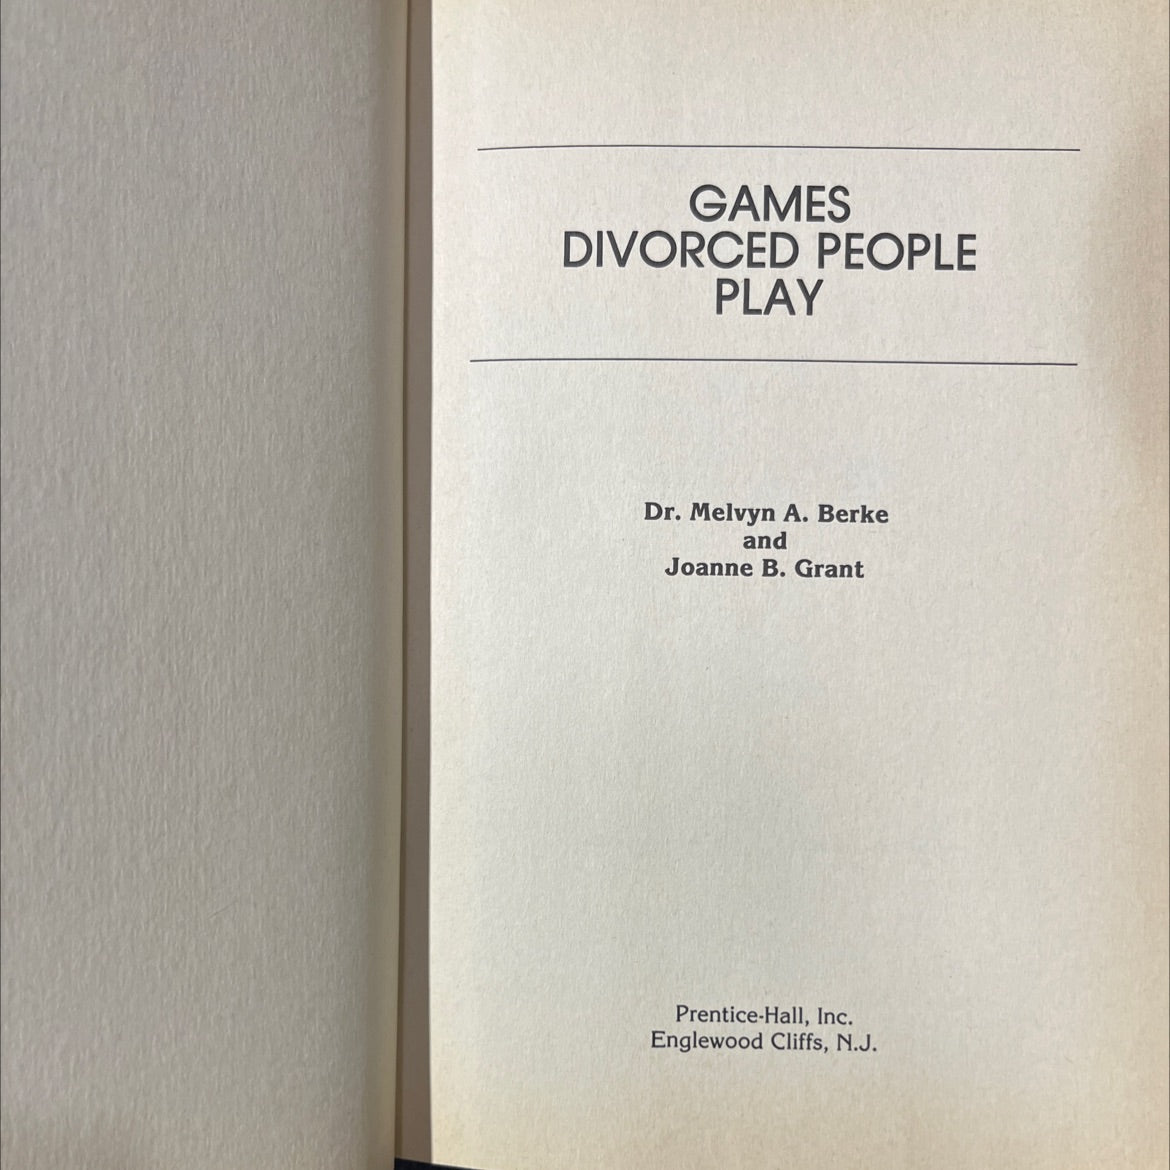 GAMES
DIVORCED PEOPLE
PLAY
Dr. Melvyn A. Berke
and
Joanne B. Grant
Prentice-Hall, Inc.
Englewood Cliffs, N.J.